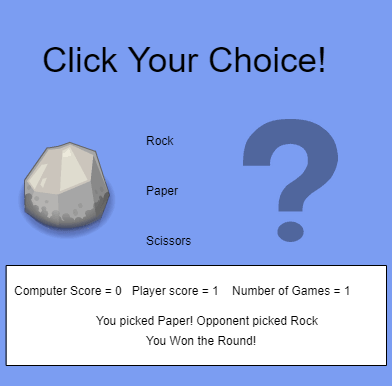 Click Your Choice!
Rock
Paper
Scissors
Computer Score = 0 Player score = 1 Number of Games = 1
You picked Paper! Opponent picked Rock
You Won the Round!